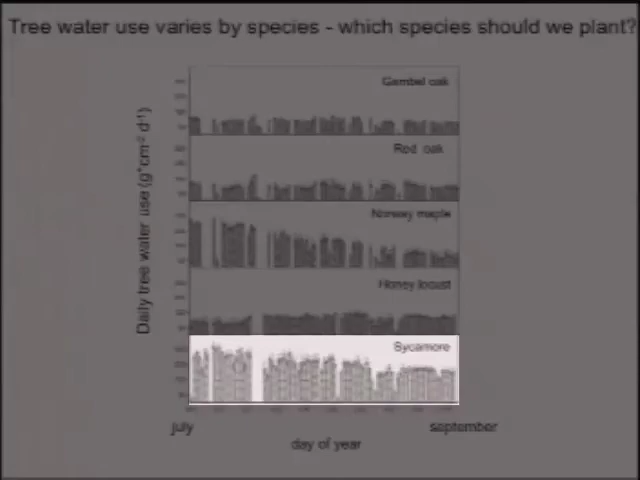 Tree water use varies by species - which species should we plant?
Gambel oak
Red oak
Norway maple
Honey locust
Sycamore
Daily tree water use (g*cm⁻² d⁻¹)
july
september
day of year